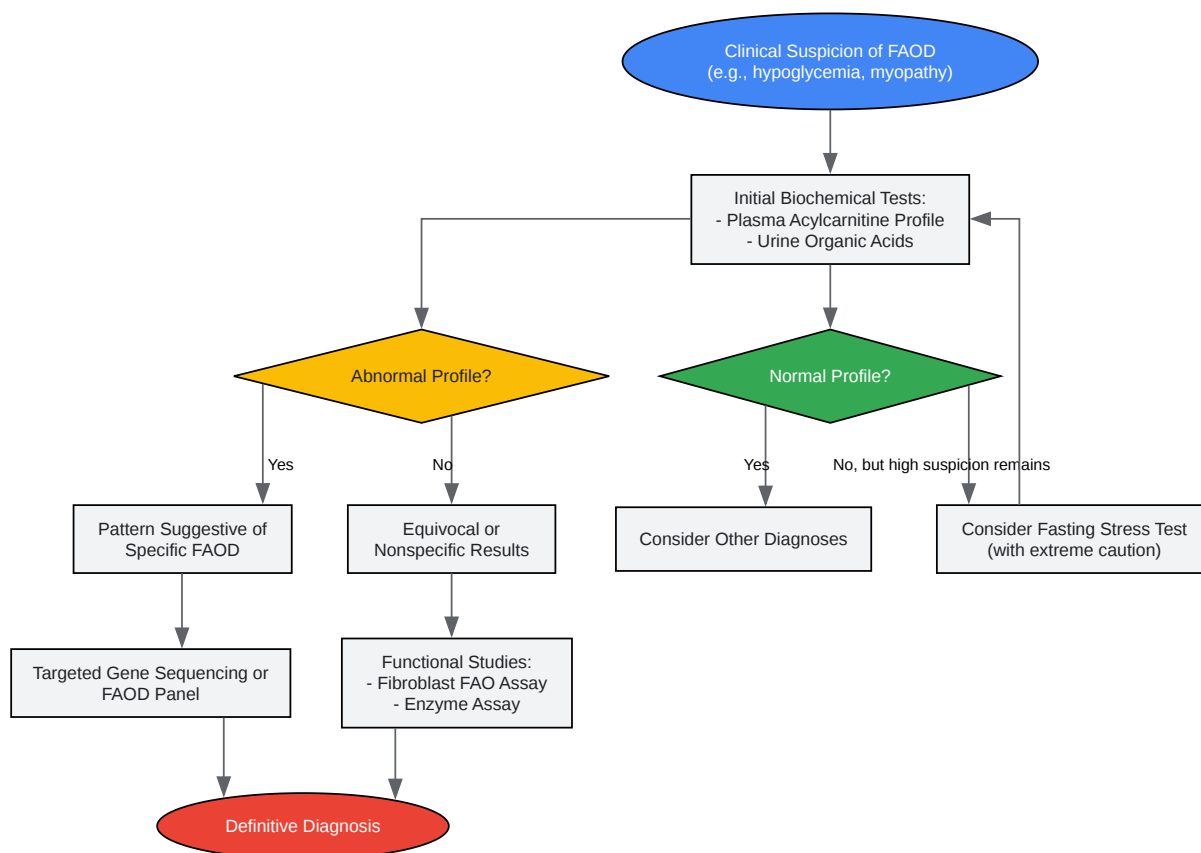 Clinical Suspicion of FAOD
(e.g., hypoglycemia, myopathy)
Initial Biochemical Tests:
- Plasma Acylcarnitine Profile
- Urine Organic Acids
Abnormal Profile?
Normal Profile?
Yes
No
Yes
No, but high suspicion remains
Pattern Suggestive of
Specific FAOD
Equivocal or
Nonspecific Results
Consider Other Diagnoses
Consider Fasting Stress Test
(with extreme caution)
Targeted Gene Sequencing or
FAOD Panel
Functional Studies:
- Fibroblast FAO Assay
- Enzyme Assay
Definitive Diagnosis